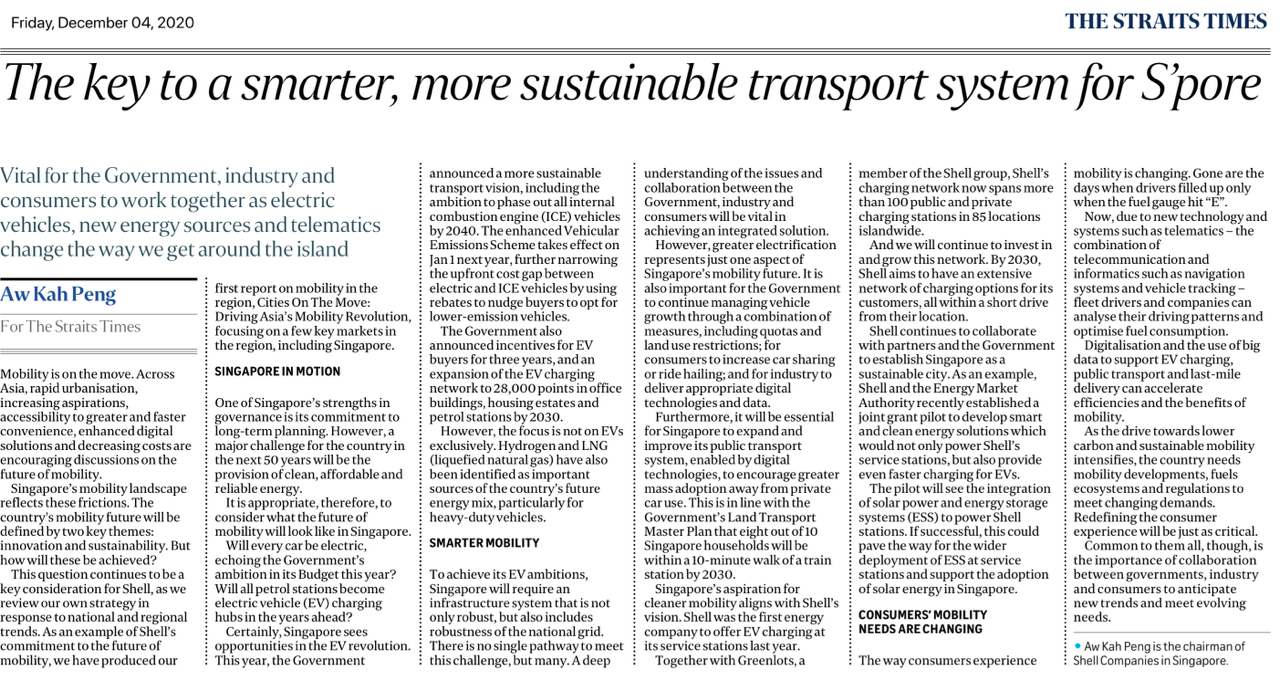 Friday, December 04, 2020
THE STRAITS TIMES
The key to a smarter, more sustainable transport system for S'pore
Vital for the Government, industry and
consumers to work together as electric
vehicles, new energy sources and telematics
change the way we get around the island
Aw Kah Peng
For The Straits Times
Mobility is on the move. Across
Asia, rapid urbanisation,
increasing aspirations,
accessibility to greater and faster
convenience, enhanced digital
solutions and decreasing costs are
encouraging discussions on the
future of mobility.
Singapore's mobility landscape
reflects these frictions. The
country's mobility future will be
defined by two key themes:
innovation and sustainability. But
how will these be achieved?
This question continues to be a
key consideration for Shell, as we
review our own strategy in
response to national and regional
trends. As an example of Shell's
commitment to the future of
mobility, we have produced our
first report on mobility in the
region, Cities On The Move:
Driving Asia's Mobility Revolution,
focusing on a few key markets in
the region, including Singapore.
SINGAPORE IN MOTION
One of Singapore's strengths in
governance is its commitment to
long-term planning. However, a
major challenge for the country in
the next 50 years will be the
provision of clean, affordable and
reliable energy.
It is appropriate, therefore, to
consider what the future of
mobility will look like in Singapore.
Will every car be electric,
echoing the Government's
ambition in its Budget this year?
Will all petrol stations become
electric vehicle (EV) charging
hubs in the years ahead?
Certainly, Singapore sees
opportunities in the EV revolution.
This year, the Government
announced a more sustainable
transport vision, including the
ambition to phase out all internal
combustion engine (ICE) vehicles
by 2040. The enhanced Vehicular
Emissions Scheme takes effect on
Jan 1 next year, further narrowing
the upfront cost gap between
electric and ICE vehicles by using
rebates to nudge buyers to opt for
lower-emission vehicles.
The Government also
announced incentives for EV
buyers for three years, and an
expansion of the EV charging
network to 28,000 points in office
buildings, housing estates and
petrol stations by 2030.
However, the focus is not on EVs
exclusively. Hydrogen and LNG
(liquefied natural gas) have also
been identified as important
sources of the country's future
energy mix, particularly for
heavy-duty vehicles.
SMARTER MOBILITY
To achieve its EV ambitions,
Singapore will require an
infrastructure system that is not
only robust, but also includes
robustness of the national grid.
There is no single pathway to meet
this challenge, but many. A deep
understanding of the issues and
collaboration between the
Government, industry and
consumers will be vital in
achieving an integrated solution.
However, greater electrification
represents just one aspect of
Singapore's mobility future. It is
also important for the Government
to continue managing vehicle
growth through a combination of
measures, including quotas and
land use restrictions; for
consumers to increase car sharing
or ride hailing; and for industry to
deliver appropriate digital
technologies and data.
Furthermore, it will be essential
for Singapore to expand and
improve its public transport
system, enabled by digital
technologies, to encourage greater
mass adoption away from private
car use. This is in line with the
Government's Land Transport
Master Plan that eight out of 10
Singapore households will be
within a 10-minute walk of a train
station by 2030.
Singapore's aspiration for
cleaner mobility aligns with Shell's
vision. Shell was the first energy
company to offer EV charging at
its service stations last year.
Together with Greenlots, a
member of the Shell group, Shell's
charging network now spans more
than 100 public and private
charging stations in 85 locations
islandwide.
And we will continue to invest in
and grow this network. By 2030,
Shell aims to have an extensive
network of charging options for its
customers, all within a short drive
from their location.
Shell continues to collaborate
with partners and the Government
to establish Singapore as a
sustainable city. As an example,
Shell and the Energy Market
Authority recently established a
joint grant pilot to develop smart
and clean energy solutions which
would not only power Shell's
service stations, but also provide
even faster charging for EVs.
The pilot will see the integration
of solar power and energy storage
systems (ESS) to power Shell
stations. If successful, this could
pave the way for the wider
deployment of ESS at service
stations and support the adoption
of solar energy in Singapore.
CONSUMERS' MOBILITY
NEEDS ARE CHANGING
The way consumers experience
mobility is changing. Gone are the
days when drivers filled up only
when the fuel gauge hit "E".
Now, due to new technology and
systems such as telematics – the
combination of
telecommunication and
informatics such as navigation
systems and vehicle tracking –
fleet drivers and companies can
analyse their driving patterns and
optimise fuel consumption.
Digitalisation and the use of big
data to support EV charging,
public transport and last-mile
delivery can accelerate
efficiencies and the benefits of
mobility.
As the drive towards lower
carbon and sustainable mobility
intensifies, the country needs
mobility developments, fuels
ecosystems and regulations to
meet changing demands.
Redefining the consumer
experience will be just as critical.
Common to them all, though, is
the importance of collaboration
between governments, industry
and consumers to anticipate
new trends and meet evolving
needs.
• Aw Kah Peng is the chairman of
Shell Companies in Singapore.